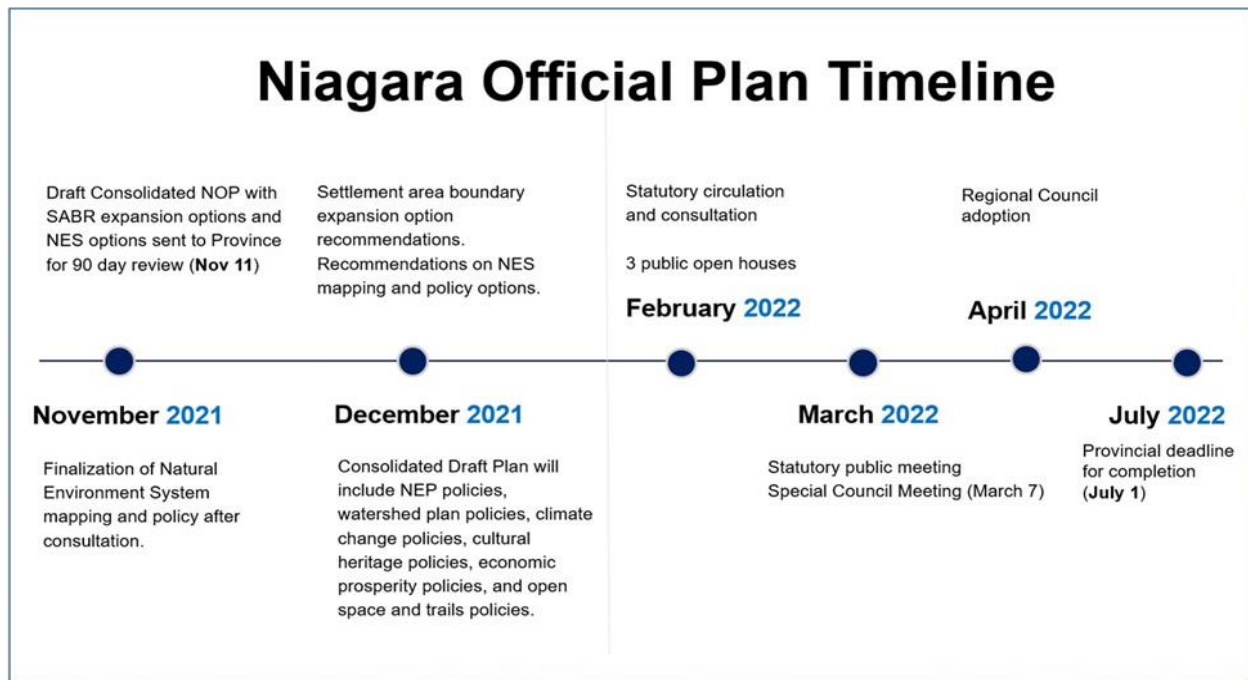 Niagara Official Plan Timeline
Draft Consolidated NOP with
SABR expansion options and
NES options sent to Province
for 90 day review (Nov 11)
November 2021
Finalization of Natural
Environment System
mapping and policy after
consultation.
Settlement area boundary
expansion option
recommendations.
Recommendations on NES
mapping and policy options.
December 2021
Consolidated Draft Plan will
include NEP policies,
watershed plan policies, climate
change policies, cultural
heritage policies, economic
prosperity policies, and open
space and trails policies.
Statutory circulation
and consultation
3 public open houses
February 2022
March 2022
Statutory public meeting
Special Council Meeting (March 7)
Regional Council
adoption
April 2022
July 2022
Provincial deadline
for completion
(July 1)